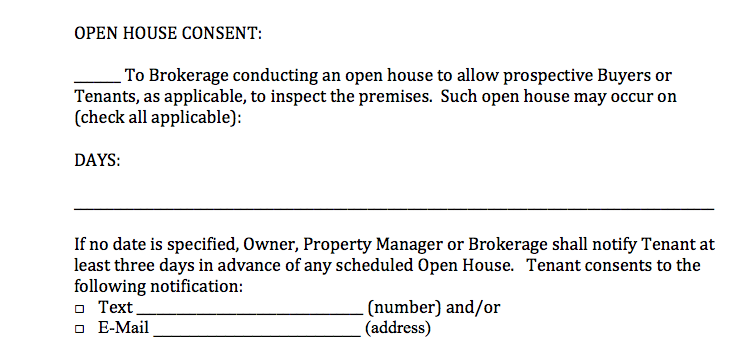 OPEN HOUSE CONSENT:
______ To Brokerage conducting an open house to allow prospective Buyers or
Tenants, as applicable, to inspect the premises.  Such open house may occur on
(check all applicable):
DAYS:
________________________________________________________________________________
If no date is specified, Owner, Property Manager or Brokerage shall notify Tenant at
least three days in advance of any scheduled Open House.   Tenant consents to the
following notification:
□  Text ____________________________ (number) and/or
□  E-Mail __________________________ (address)